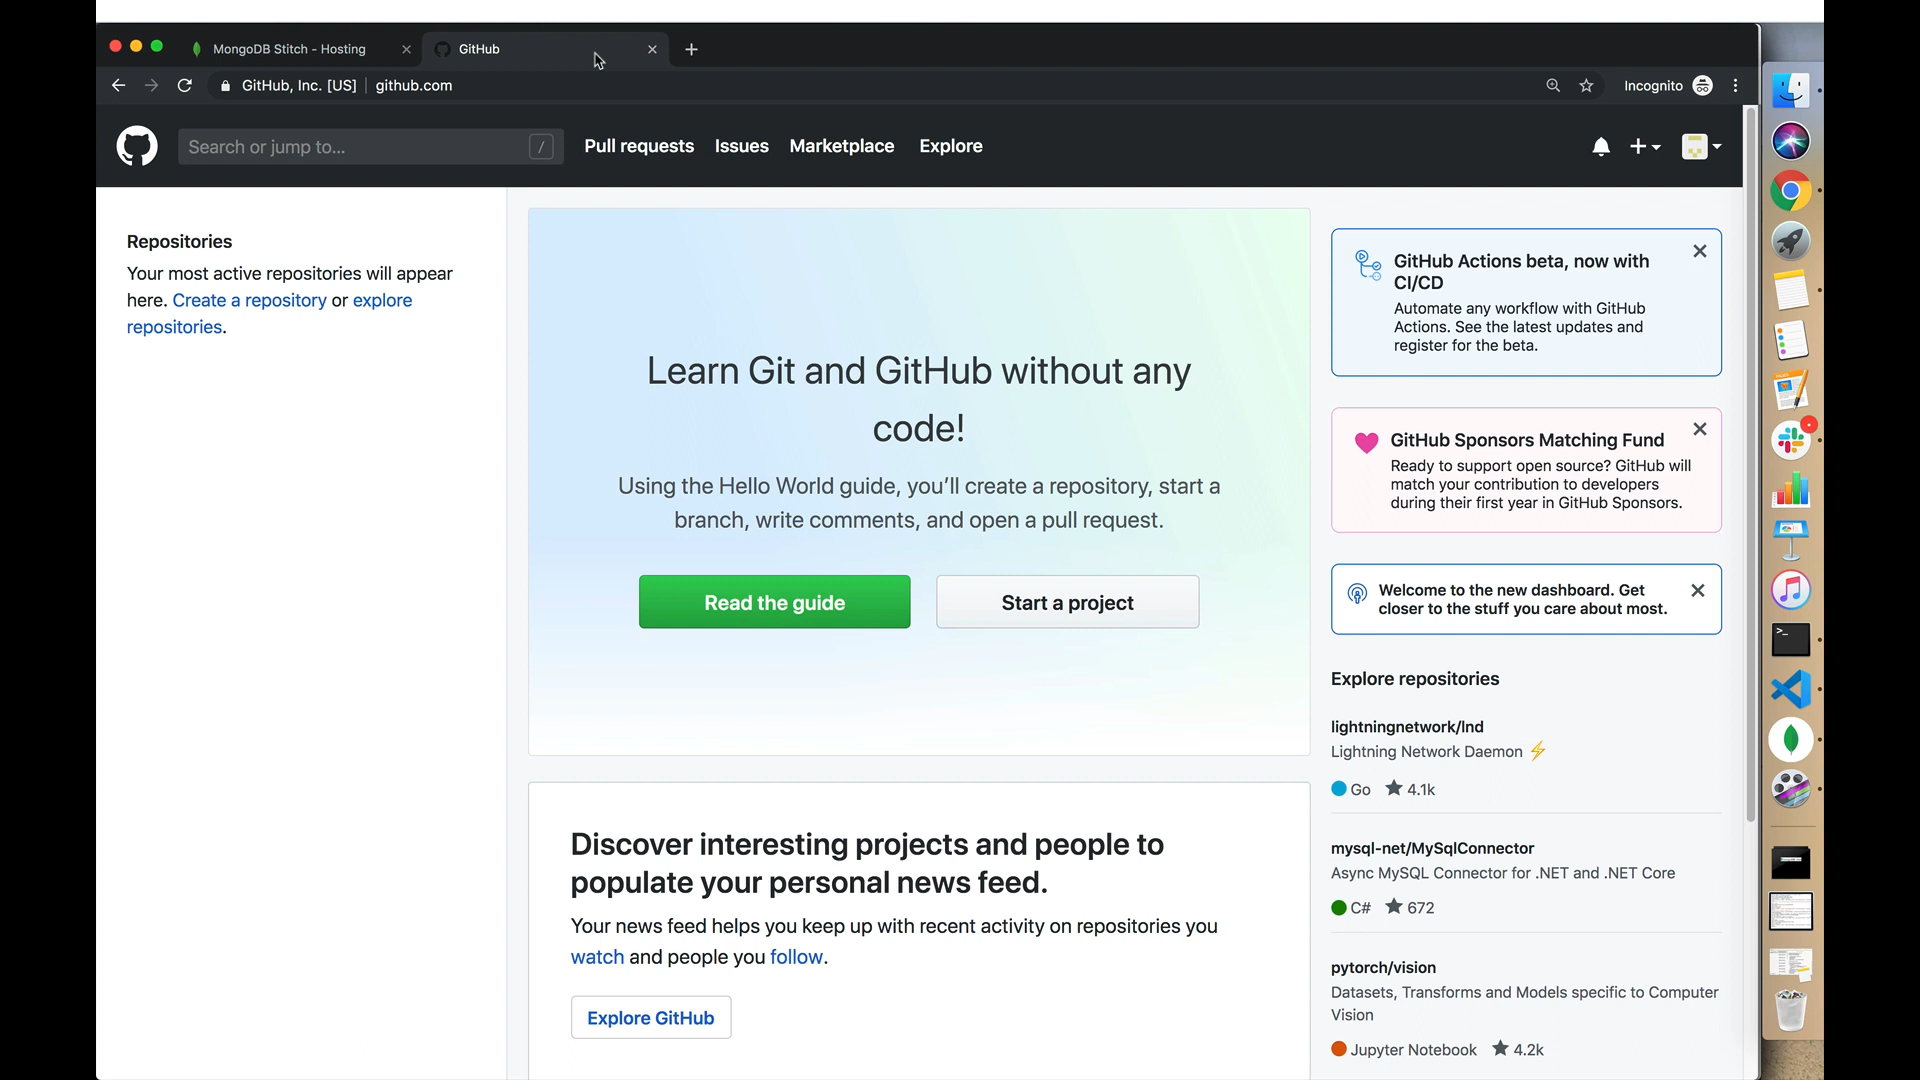 MongoDB Stitch - Hosting
GitHub
GitHub, Inc. [US] | github.com
Incognito
Search or jump to... /
Pull requests Issues Marketplace Explore
Repositories
Your most active repositories will appear
here. Create a repository or explore
repositories.
Learn Git and GitHub without any
code!
Using the Hello World guide, you’ll create a repository, start a
branch, write comments, and open a pull request.
Read the guide
Start a project
Discover interesting projects and people to
populate your personal news feed.
Your news feed helps you keep up with recent activity on repositories you
watch and people you follow.
Explore GitHub
GitHub Actions beta, now with
CI/CD
Automate any workflow with GitHub
Actions. See the latest updates and
register for the beta.
GitHub Sponsors Matching Fund
Ready to support open source? GitHub will
match your contribution to developers
during their first year in GitHub Sponsors.
Welcome to the new dashboard. Get
closer to the stuff you care about most.
Explore repositories
lightningnetwork/lnd
Lightning Network Daemon ⚡
Go ★ 4.1k
mysql-net/MySqlConnector
Async MySQL Connector for .NET and .NET Core
C# ★ 672
pytorch/vision
Datasets, Transforms and Models specific to Computer
Vision
Jupyter Notebook ★ 4.2k